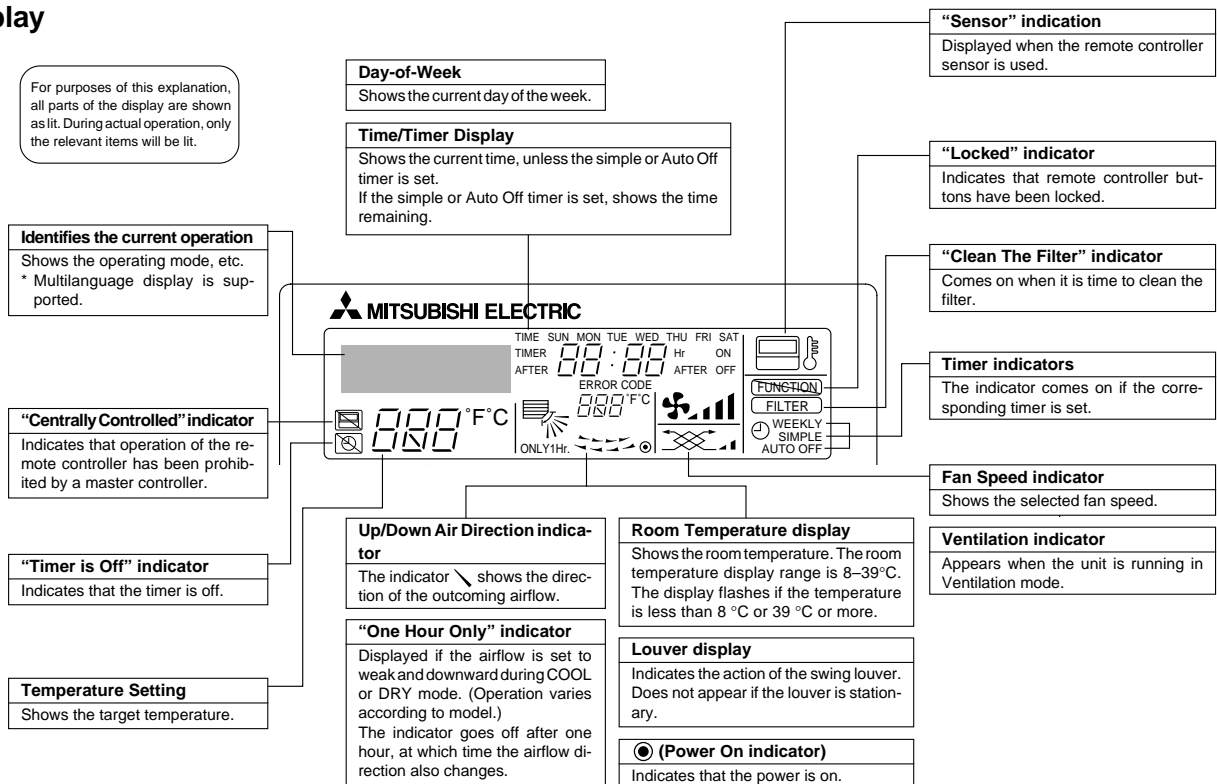 play
For purposes of this explanation,
all parts of the display are shown
as lit. During actual operation, only
the relevant items will be lit.
Day-of-Week
Shows the current day of the week.
Time/Timer Display
Shows the current time, unless the simple or Auto Off
timer is set.
If the simple or Auto Off timer is set, shows the time
remaining.
“Sensor” indication
Displayed when the remote controller
sensor is used.
“Locked” indicator
Indicates that remote controller but-
tons have been locked.
“Clean The Filter” indicator
Comes on when it is time to clean the
filter.
Timer indicators
The indicator comes on if the corre-
sponding timer is set.
Fan Speed indicator
Shows the selected fan speed.
Ventilation indicator
Appears when the unit is running in
Ventilation mode.
Identifies the current operation
Shows the operating mode, etc.
* Multilanguage display is sup-
ported.
“Centrally Controlled” indicator
Indicates that operation of the re-
mote controller has been prohib-
ited by a master controller.
“Timer is Off” indicator
Indicates that the timer is off.
Temperature Setting
Shows the target temperature.
MITSUBISHI ELECTRIC
TIME SUN MON TUE WED THU FRI SAT
TIMER 88:88 Hr ON
AFTER AFTER OFF
ERROR CODE
888 °F°C
888 °F°C
ONLY1Hr.
FUNCTION
FILTER
WEEKLY
SIMPLE
AUTO OFF
Up/Down Air Direction indica-
tor
The indicator shows the direc-
tion of the outcoming airflow.
“One Hour Only” indicator
Displayed if the airflow is set to
weak and downward during COOL
or DRY mode. (Operation varies
according to model.)
The indicator goes off after one
hour, at which time the airflow di-
rection also changes.
Room Temperature display
Shows the room temperature. The room
temperature display range is 8–39°C.
The display flashes if the temperature
is less than 8 °C or 39 °C or more.
Louver display
Indicates the action of the swing louver.
Does not appear if the louver is station-
ary.
(Power On indicator)
Indicates that the power is on.